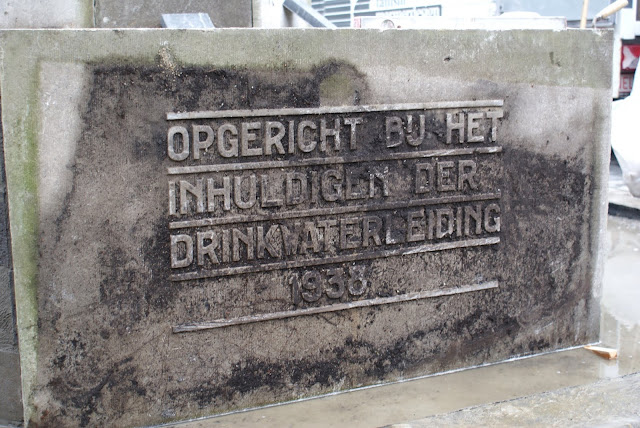 OPGERICHT BIJ HET
INHULDIGEN DER
DRINKWATERLEIDING
1938